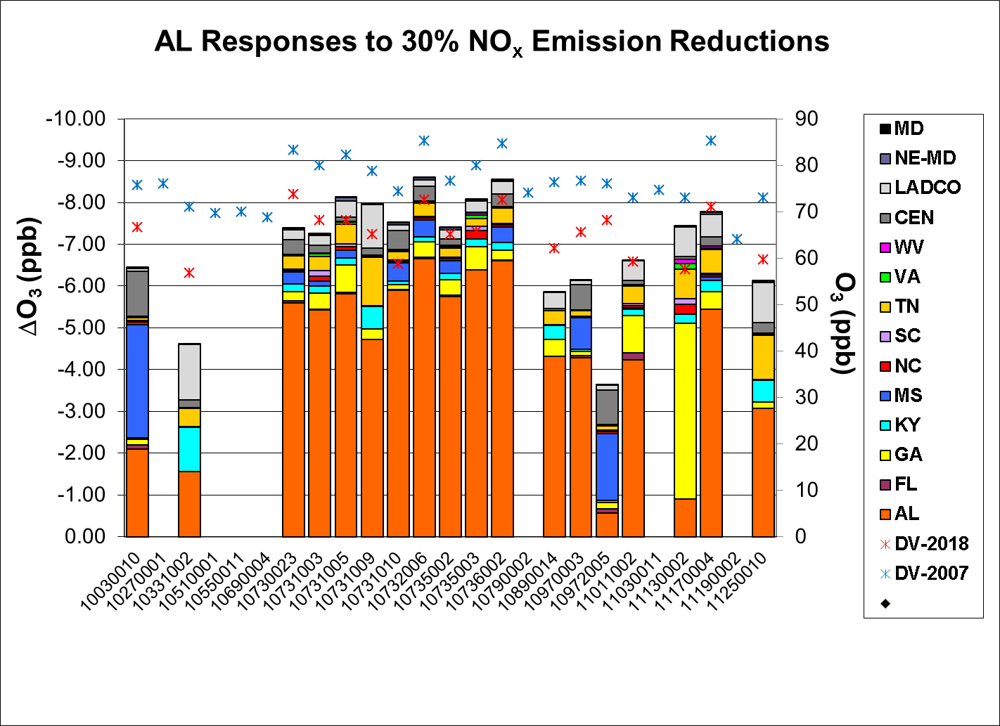 AL Responses to 30% NOx Emission Reductions
ΔO3 (ppb)
-10.00
-9.00
-8.00
-7.00
-6.00
-5.00
-4.00
-3.00
-2.00
-1.00
0.00
90
80
70
60
50
40
30
20
10
0
O3 (ppb)
10030010
10270001
10331002
10510001
10550011
10690004
10730023
10731003
10731005
10731009
10731010
10732006
10735002
10735003
10736002
10790002
10890014
10970003
10972005
11011002
11030011
11130002
11170004
11190002
11250010
MD
NE-MD
LADCO
CEN
WV
VA
TN
SC
NC
MS
KY
GA
FL
AL
DV-2018
DV-2007